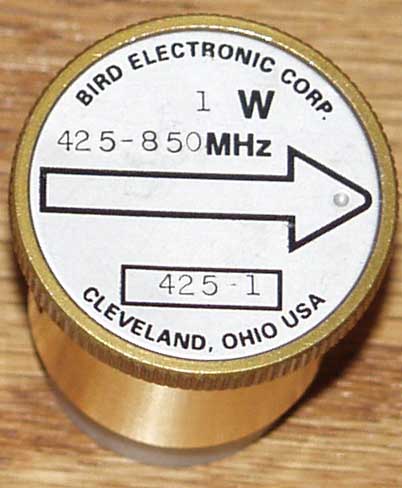 BIRD ELECTRONIC CORP.
1 W
425-850MHz
425-1
CLEVELAND, OHIO USA